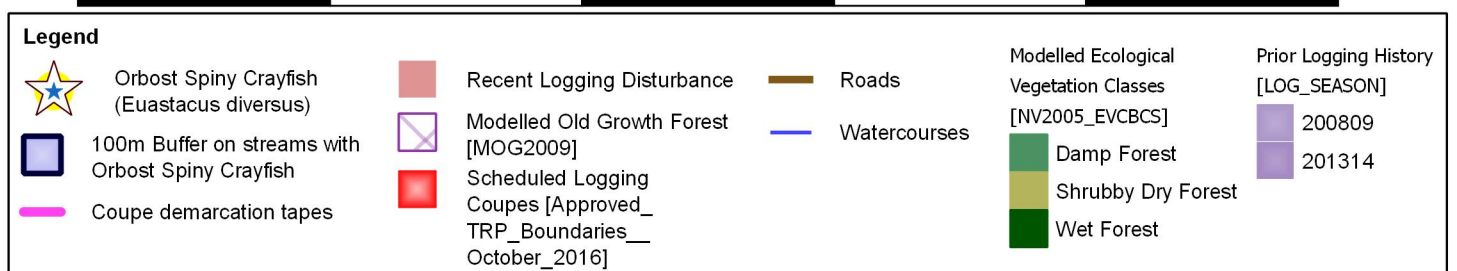 Legend
Orbost Spiny Crayfish
(Euastacus diversus)
100m Buffer on streams with
Orbost Spiny Crayfish
Coupe demarcation tapes
Recent Logging Disturbance
Modelled Old Growth Forest
[MOG2009]
Scheduled Logging
Coupes [Approved_
TRP_Boundaries__
October_2016]
Roads
Watercourses
Modelled Ecological
Vegetation Classes
[NV2005_EVCBCS]
Damp Forest
Shrubby Dry Forest
Wet Forest
Prior Logging History
[LOG_SEASON]
200809
201314